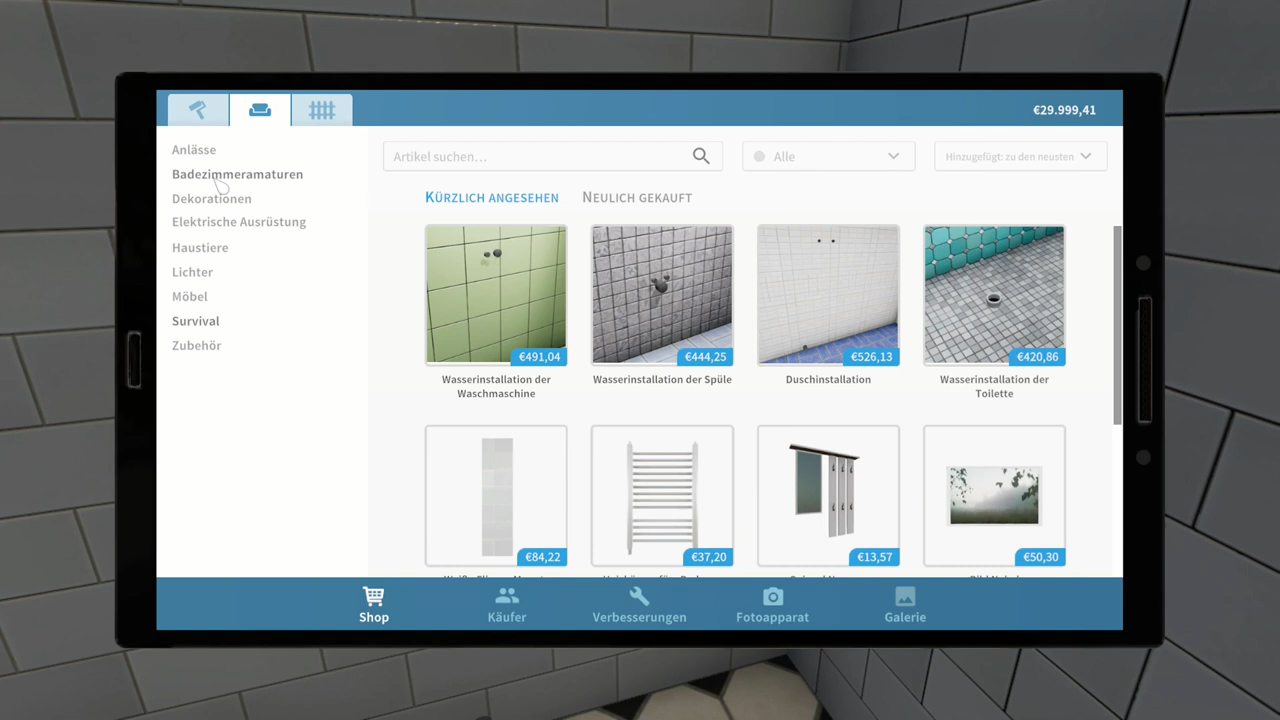 €29.999,41
Anlässe
Badezimmeramaturen
Dekorationen
Elektrische Ausrüstung
Haustiere
Lichter
Möbel
Survival
Zubehör
Artikel suchen...
Alle
Hinzugefügt: zu den neusten
KÜRZLICH ANGESEHEN
NEULICH GEKAUFT
€491,04
€444,25
€526,13
€420,86
Wasserinstallation der
Waschmaschine
Wasserinstallation der Spüle
Duschinstallation
Wasserinstallation der
Toilette
€84,22
€37,20
€13,57
€50,30
Shop
Käufer
Verbesserungen
Fotoapparat
Galerie